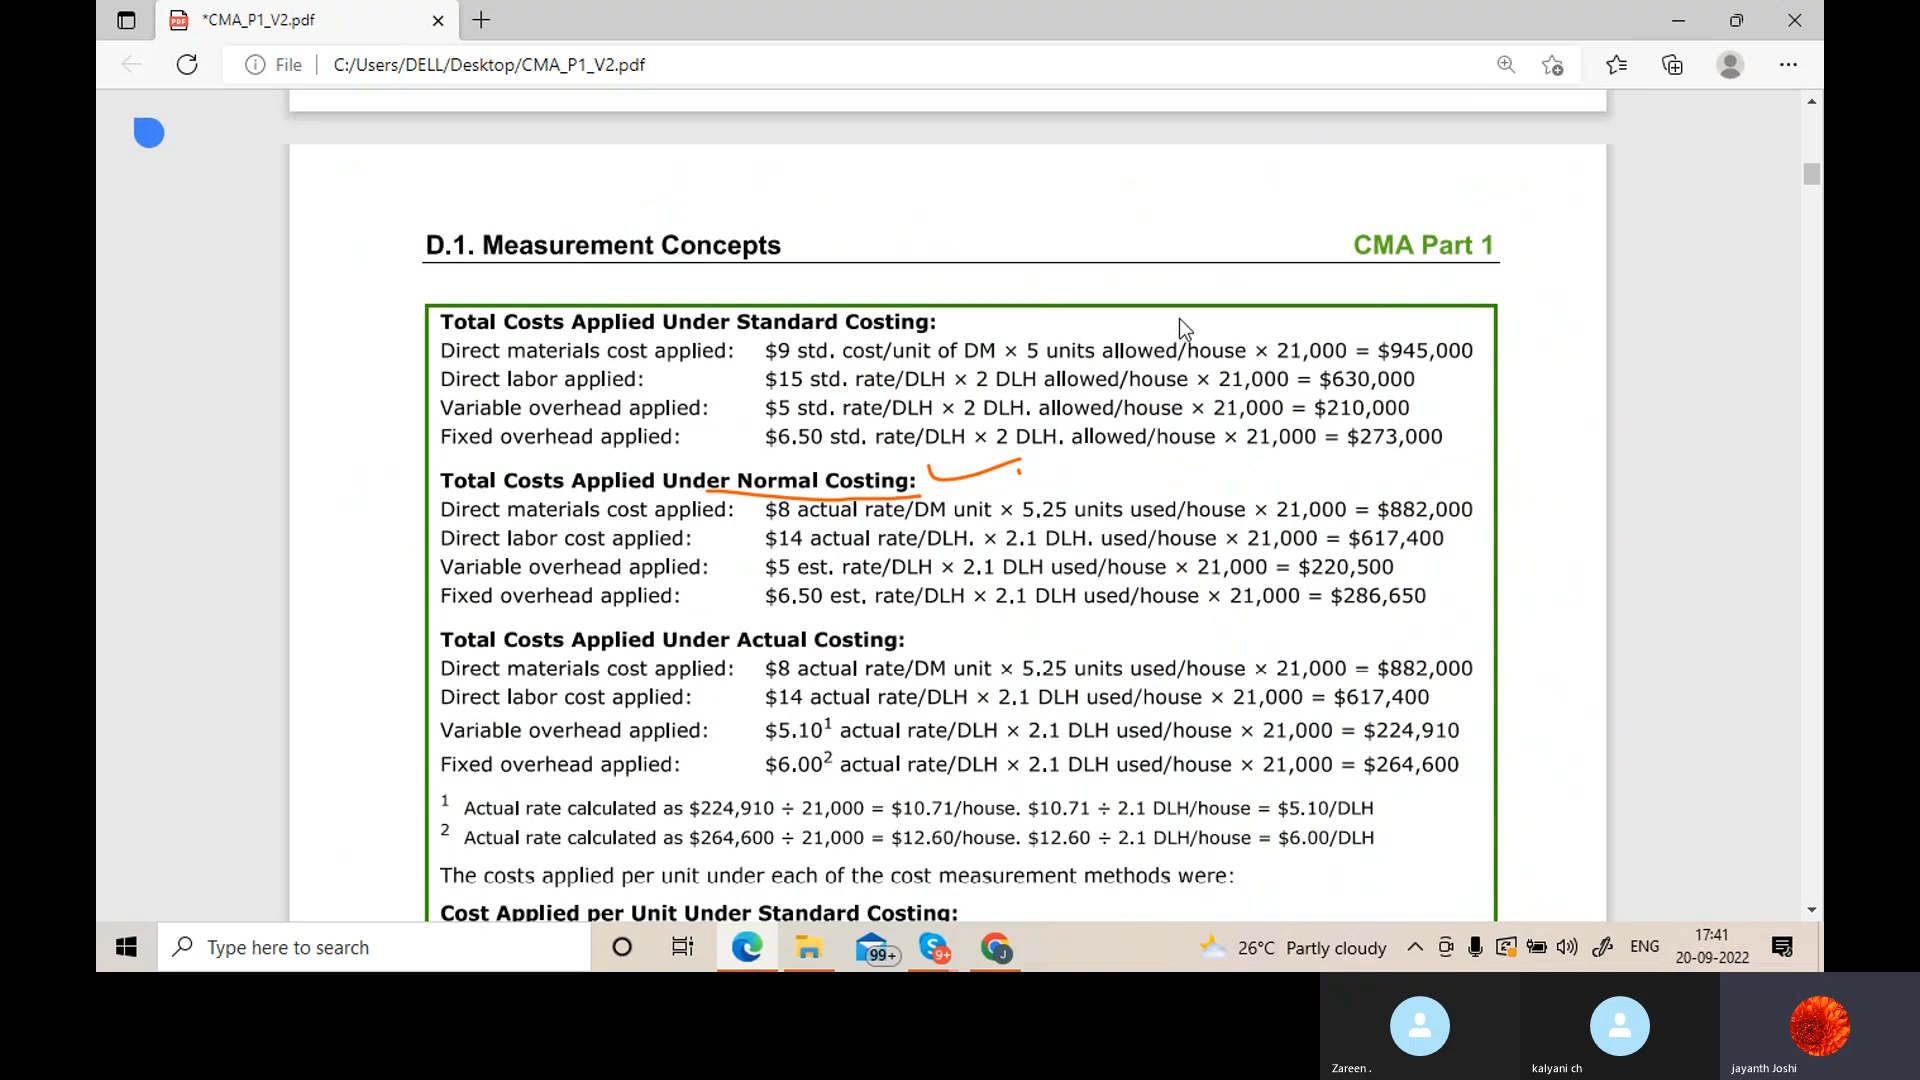 *CMA_P1_V2.pdf
File
C:/Users/DELL/Desktop/CMA_P1_V2.pdf
D.1. Measurement Concepts
CMA Part 1
Total Costs Applied Under Standard Costing:
Direct materials cost applied: $9 std. cost/unit of DM × 5 units allowed/house × 21,000 = $945,000
Direct labor applied: $15 std. rate/DLH × 2 DLH allowed/house × 21,000 = $630,000
Variable overhead applied: $5 std. rate/DLH × 2 DLH. allowed/house × 21,000 = $210,000
Fixed overhead applied: $6.50 std. rate/DLH × 2 DLH. allowed/house × 21,000 = $273,000
Total Costs Applied Under Normal Costing:
Direct materials cost applied: $8 actual rate/DM unit × 5.25 units used/house × 21,000 = $882,000
Direct labor cost applied: $14 actual rate/DLH. × 2.1 DLH. used/house × 21,000 = $617,400
Variable overhead applied: $5 est. rate/DLH × 2.1 DLH used/house × 21,000 = $220,500
Fixed overhead applied: $6.50 est. rate/DLH × 2.1 DLH used/house × 21,000 = $286,650
Total Costs Applied Under Actual Costing:
Direct materials cost applied: $8 actual rate/DM unit × 5.25 units used/house × 21,000 = $882,000
Direct labor cost applied: $14 actual rate/DLH × 2.1 DLH used/house × 21,000 = $617,400
Variable overhead applied: $5.10¹ actual rate/DLH × 2.1 DLH used/house × 21,000 = $224,910
Fixed overhead applied: $6.00² actual rate/DLH × 2.1 DLH used/house × 21,000 = $264,600
¹ Actual rate calculated as $224,910 ÷ 21,000 = $10.71/house. $10.71 ÷ 2.1 DLH/house = $5.10/DLH
² Actual rate calculated as $264,600 ÷ 21,000 = $12.60/house. $12.60 ÷ 2.1 DLH/house = $6.00/DLH
The costs applied per unit under each of the cost measurement methods were:
Cost Applied per Unit Under Standard Costing:
Type here to search
99+
9+
J
26°C Partly cloudy
ENG
17:41
20-09-2022
Zareen .
kalyani ch
jayanth Joshi